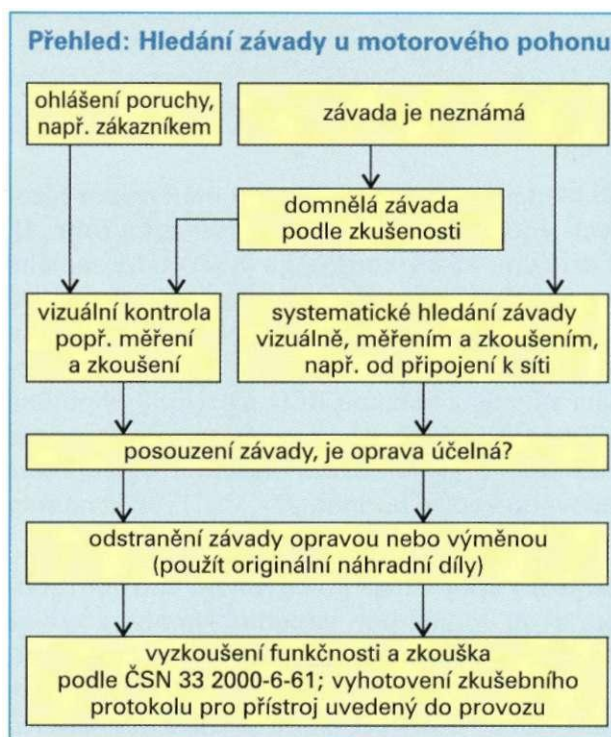 Přehled: Hledání závady u motorového pohonu
ohlášení poruchy,
např. zákazníkem
závada je neznámá
domnělá závada
podle zkušenosti
vizuální kontrola
popř. měření
a zkoušení
systematické hledání závady
vizuálně, měřením a zkoušením,
např. od připojení k síti
posouzení závady, je oprava účelná?
odstranění závady opravou nebo výměnou
(použít originální náhradní díly)
vyzkoušení funkčnosti a zkouška
podle ČSN 33 2000-6-61; vyhotovení zkušebního
protokolu pro přístroj uvedený do provozu